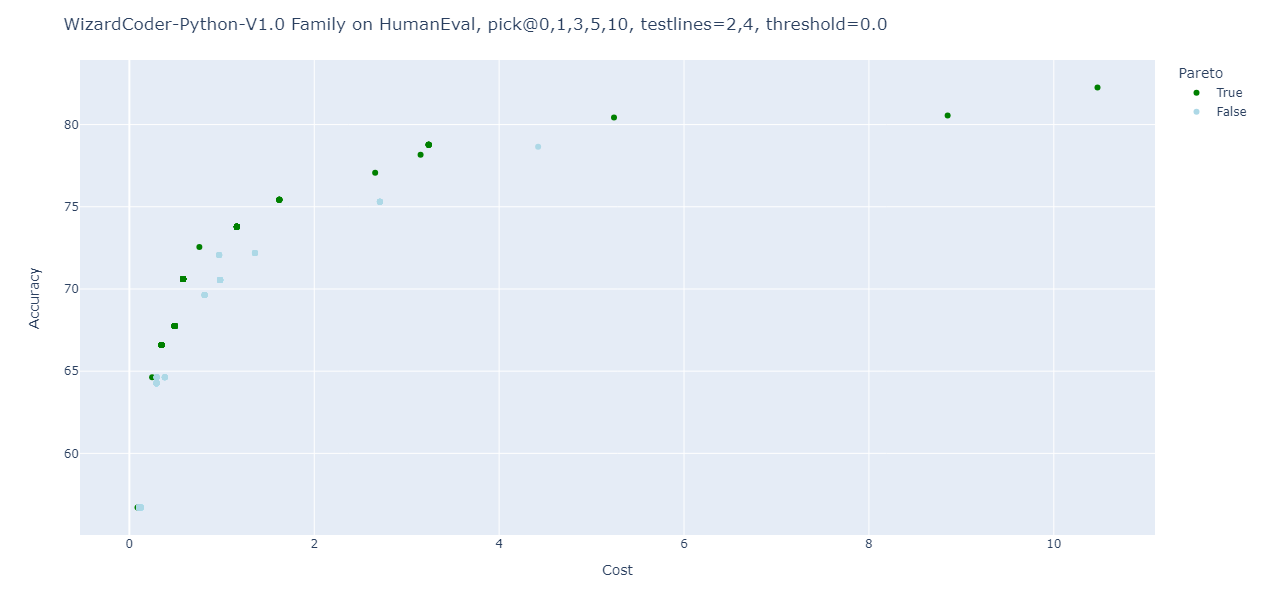 WizardCoder-Python-V1.0 Family on HumanEval, pick@0,1,3,5,10, testlines=2,4, threshold=0.0
Pareto
True
False
80
75
70
65
60
Accuracy
0 2 4 6 8 10
Cost